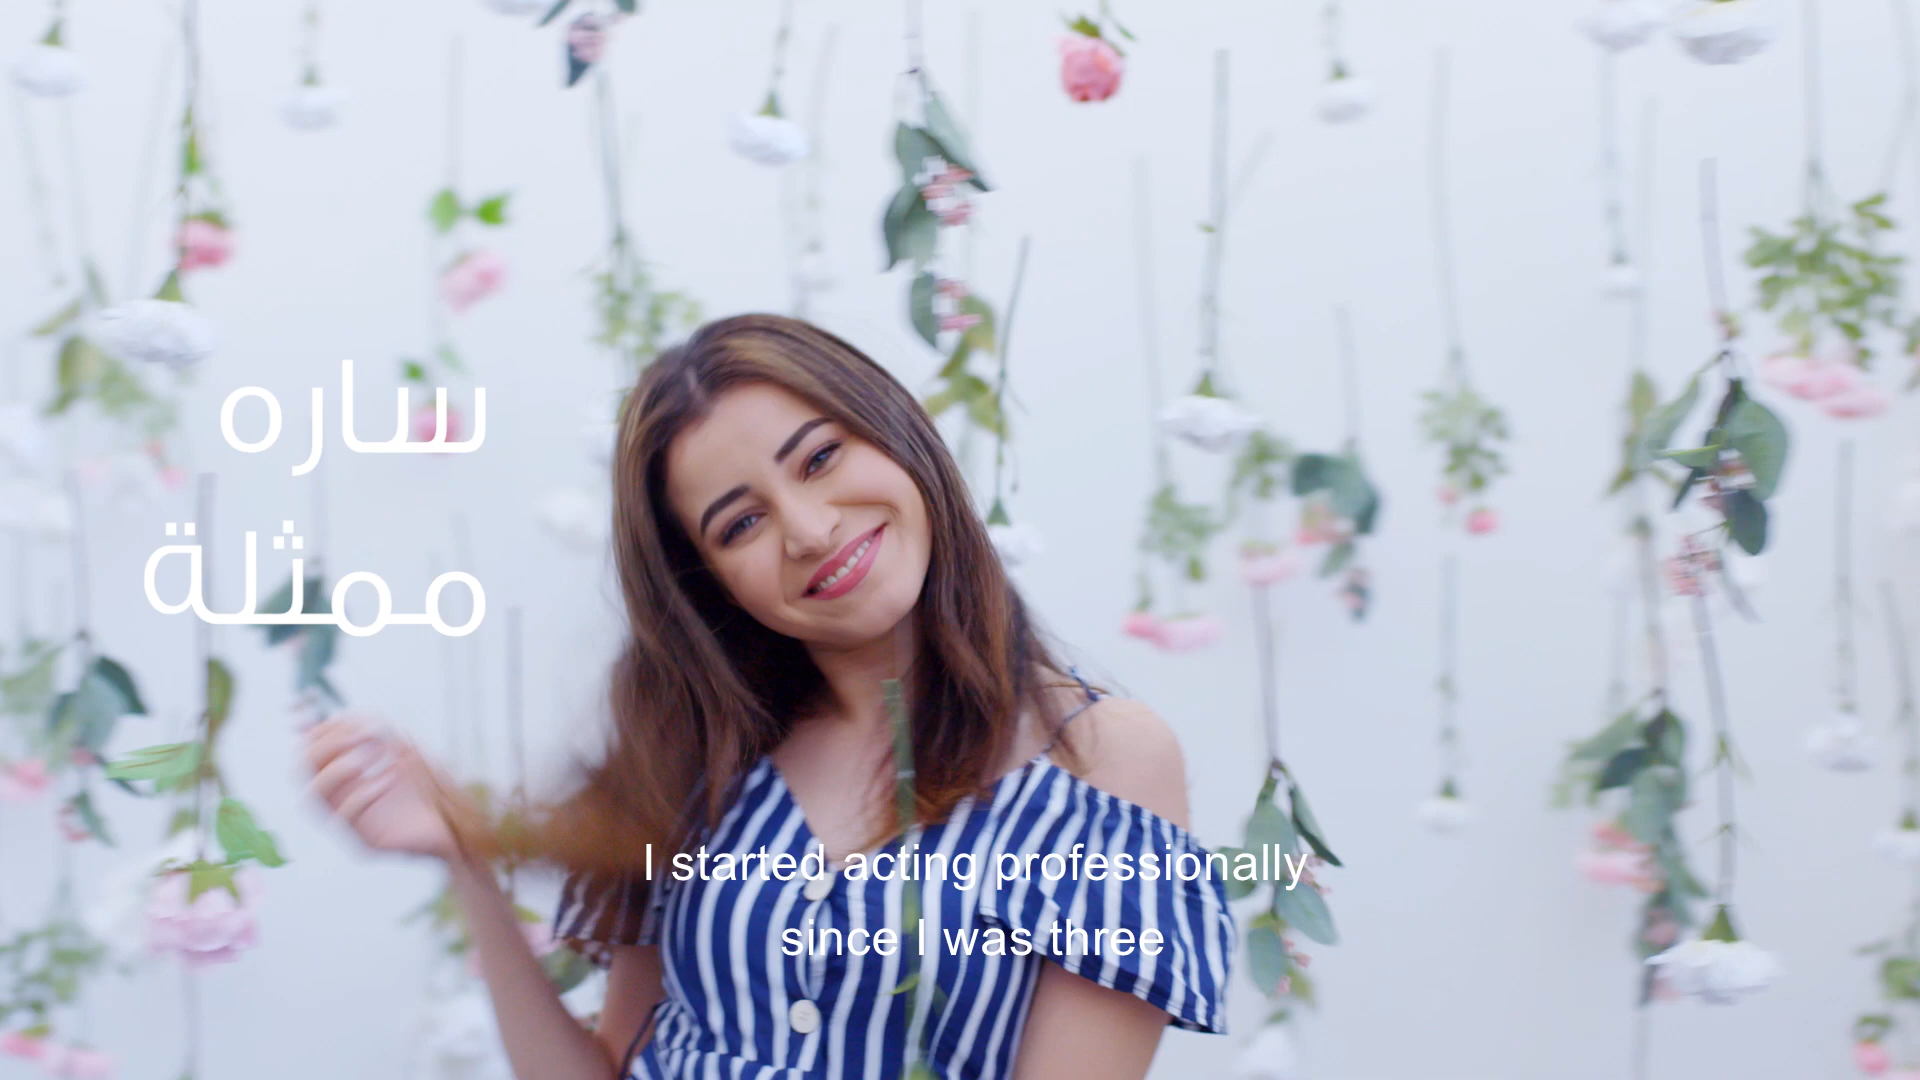 ساره
ممثلة
I started acting professionally
since I was three